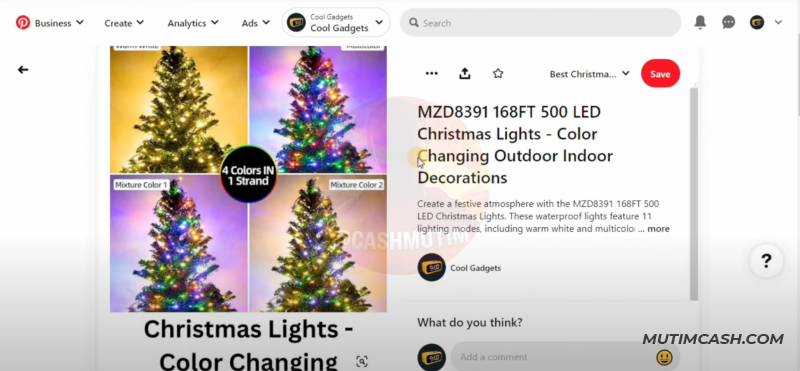 Business
Create
Analytics
Ads
Cool Gadgets
Cool Gadgets
Search
Warm White
Multicolor
4 Colors IN
1 Strand
Mixture Color 1
Mixture Color 2
Christmas Lights -
Color Changing
Best Christma...
Save
MZD8391 168FT 500 LED
Christmas Lights - Color
Changing Outdoor Indoor
Decorations
Create a festive atmosphere with the MZD8391 168FT 500
LED Christmas Lights. These waterproof lights feature 11
lighting modes, including warm white and multicolo ... more
CASHMUTIM
Cool Gadgets
?
What do you think?
Add a comment
MUTIMCASH.COM